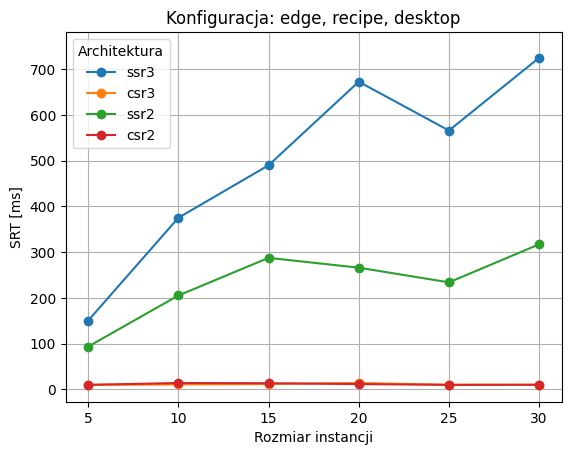 Konfiguracja: edge, recipe, desktop
Architektura
ssr3
csr3
ssr2
csr2
SRT [ms]
700
600
500
400
300
200
100
0
5 10 15 20 25 30
Rozmiar instancji